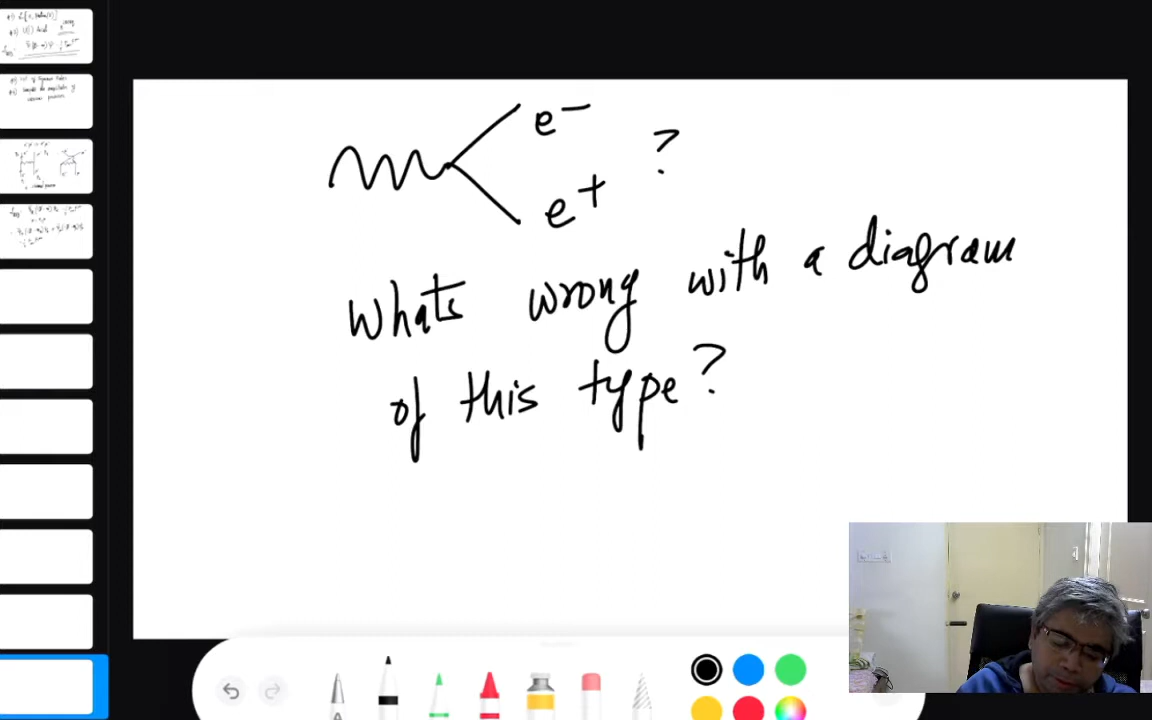 e−
?
e+
Whats wrong with a diagram
of this type?